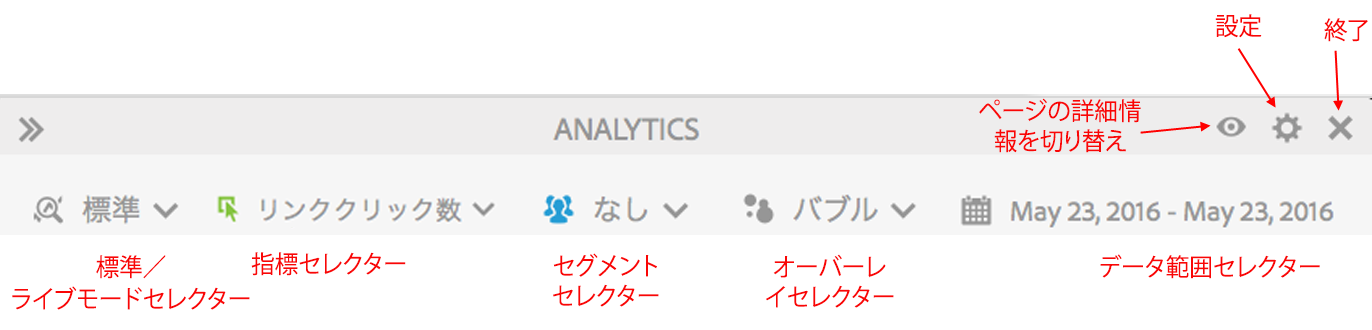 設定
終了
ページの詳細情
報を切り替え
ANALYTICS
標準
リンククリック数
なし
バブル
May 23, 2016 - May 23, 2016
標準／
ライブモードセレクター
指標セレクター
セグメント
セレクター
オーバーレ
イセレクター
データ範囲セレクター